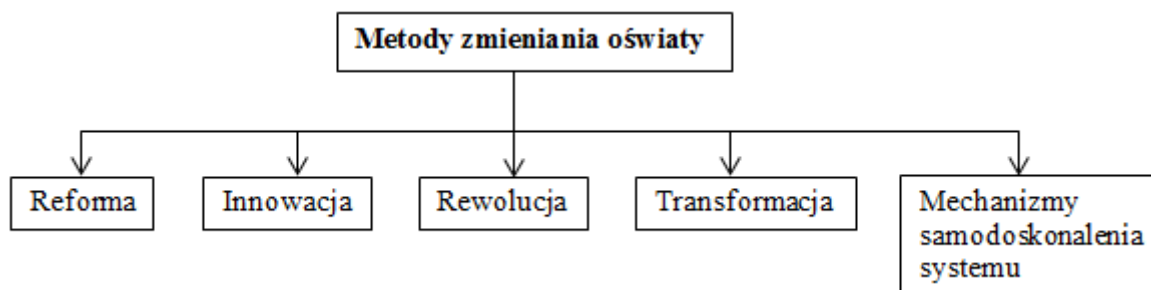 Metody zmieniania oświaty
Reforma
Innowacja
Rewolucja
Transformacja
Mechanizmy
samodoskonalenia
systemu